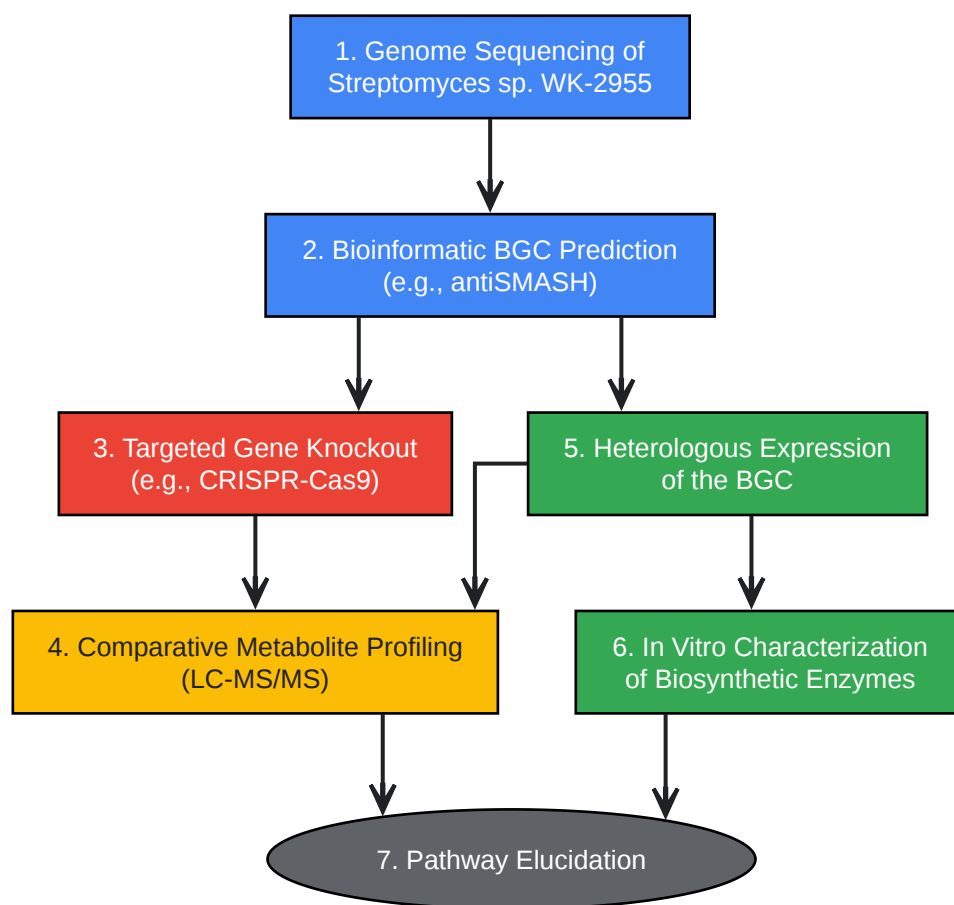 1. Genome Sequencing of
Streptomyces sp. WK-2955
2. Bioinformatic BGC Prediction
(e.g., antiSMASH)
3. Targeted Gene Knockout
(e.g., CRISPR-Cas9)
5. Heterologous Expression
of the BGC
4. Comparative Metabolite Profiling
(LC-MS/MS)
6. In Vitro Characterization
of Biosynthetic Enzymes
7. Pathway Elucidation